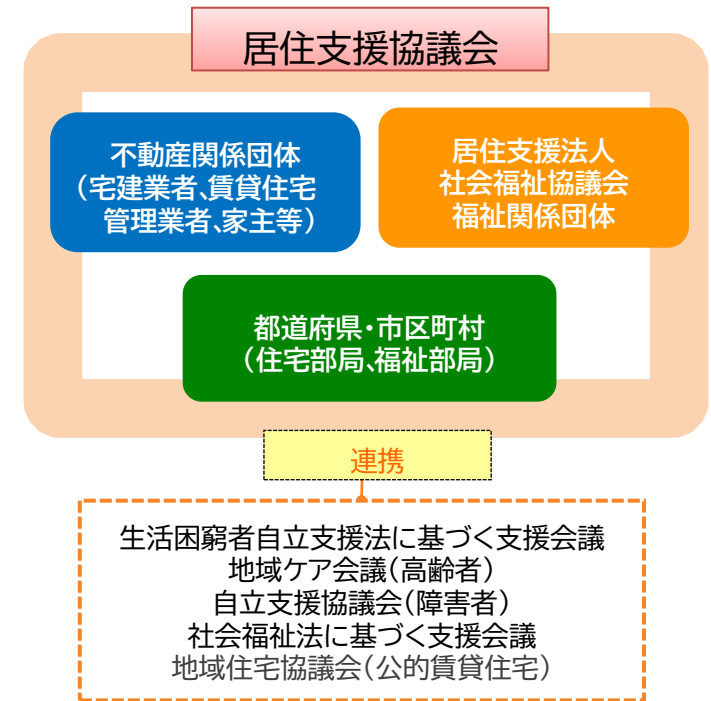 居住支援協議会
不動産関係団体
（宅建業者、賃貸住宅
管理業者、家主等）
居住支援法人
社会福祉協議会
福祉関係団体
都道府県・市区町村
（住宅部局、福祉部局）
連携
生活困窮者自立支援法に基づく支援会議
地域ケア会議（高齢者）
自立支援協議会（障害者）
社会福祉法に基づく支援会議
地域住宅協議会（公的賃貸住宅）